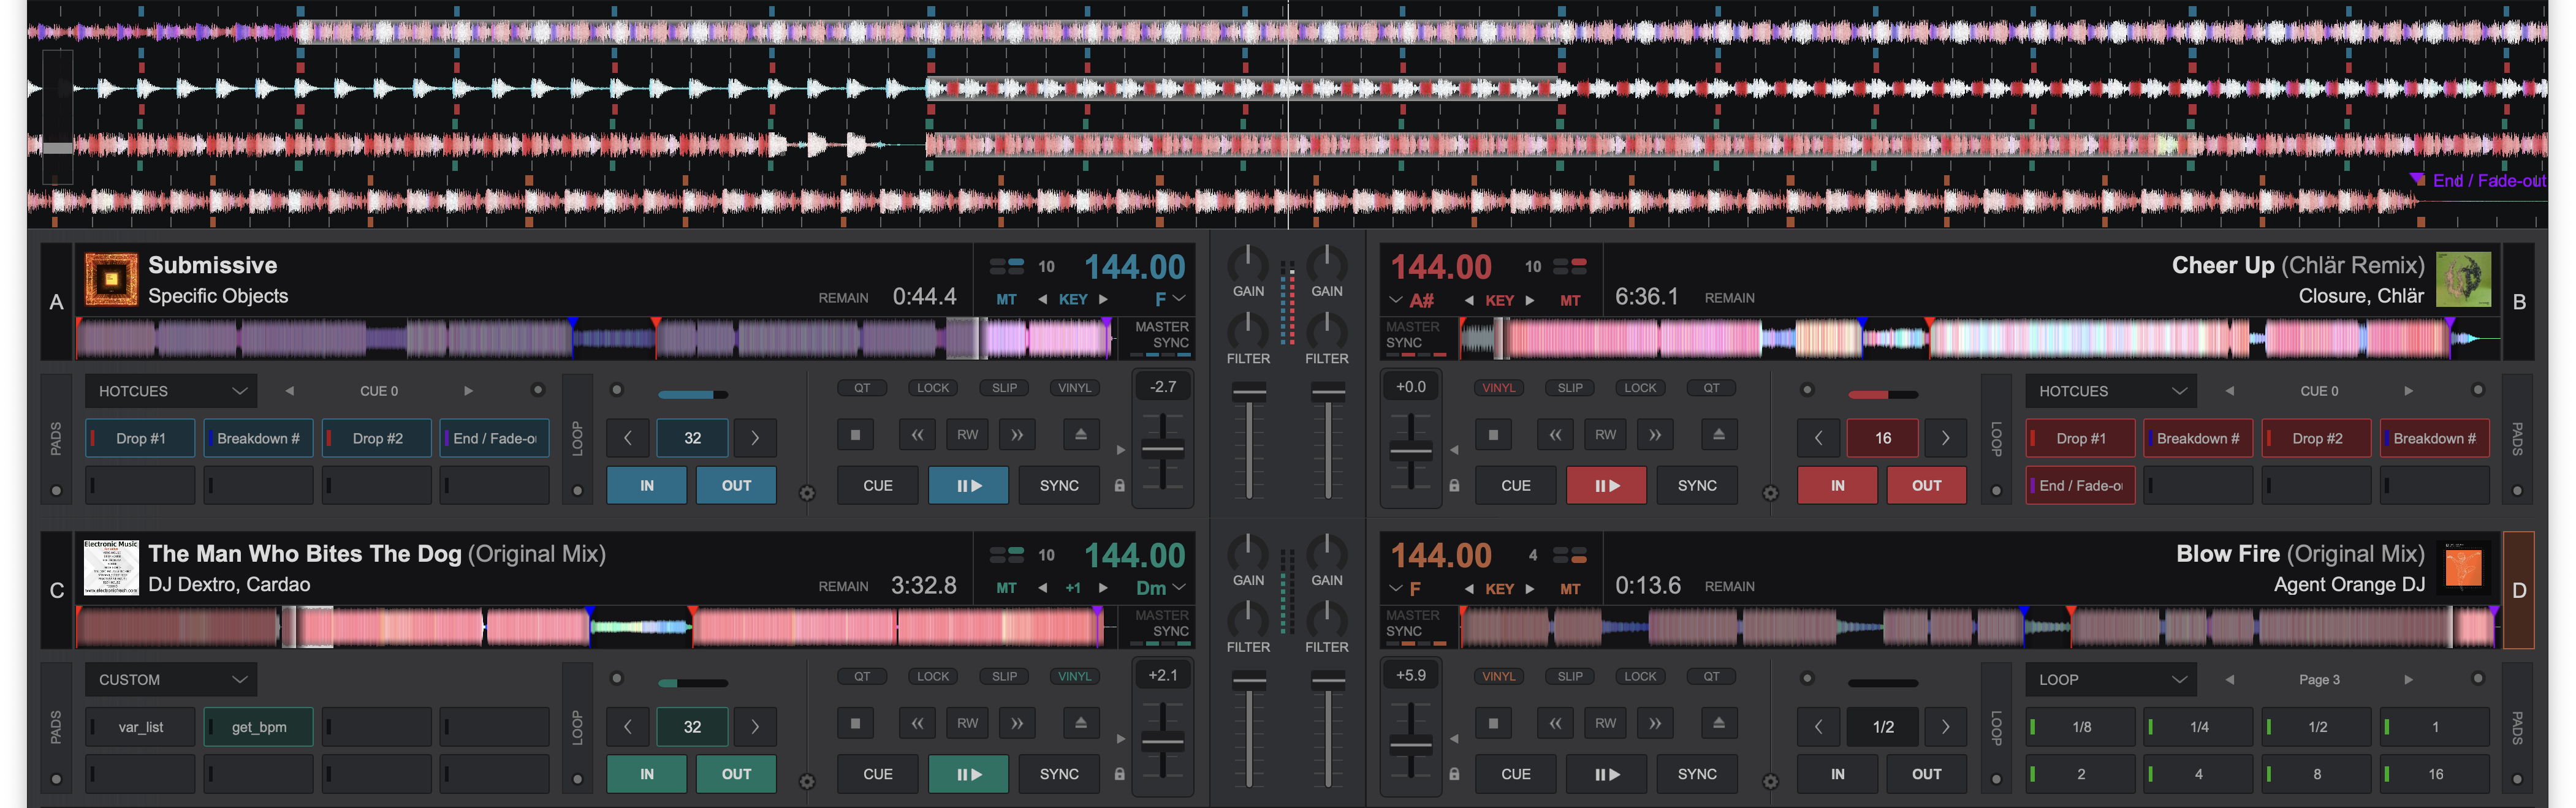 End / Fade-out
A
Submissive
Specific Objects
REMAIN 0:44.4
10 144.00
MT KEY F
MASTER
SYNC
GAIN GAIN
FILTER FILTER
144.00 10
A# KEY MT
6:36.1 REMAIN
Cheer Up (Chlär Remix)
Closure, Chlär
B
MASTER
SYNC
PADS
HOTCUES CUE 0
Drop #1 Breakdown # Drop #2 End / Fade-o
LOOP
32
IN OUT
QT LOCK SLIP VINYL
RW
CUE SYNC
-2.7
+0.0
VINYL SLIP LOCK QT
RW
CUE SYNC
16
IN OUT
LOOP
HOTCUES CUE 0
Drop #1 Breakdown # Drop #2 Breakdown #
End / Fade-o
PADS
C
Electronic Music
www.electronicfresh.com
The Man Who Bites The Dog (Original Mix)
DJ Dextro, Cardao
REMAIN 3:32.8
10 144.00
MT +1 Dm
MASTER
SYNC
GAIN GAIN
FILTER FILTER
144.00 4
F KEY MT
0:13.6 REMAIN
Blow Fire (Original Mix)
Agent Orange DJ
D
MASTER
SYNC
PADS
CUSTOM
var_list get_bpm
LOOP
32
IN OUT
QT LOCK SLIP VINYL
RW
CUE SYNC
+2.1
+5.9
VINYL SLIP LOCK QT
RW
CUE SYNC
1/2
IN OUT
LOOP
LOOP Page 3
1/8 1/4 1/2 1
2 4 8 16
PADS